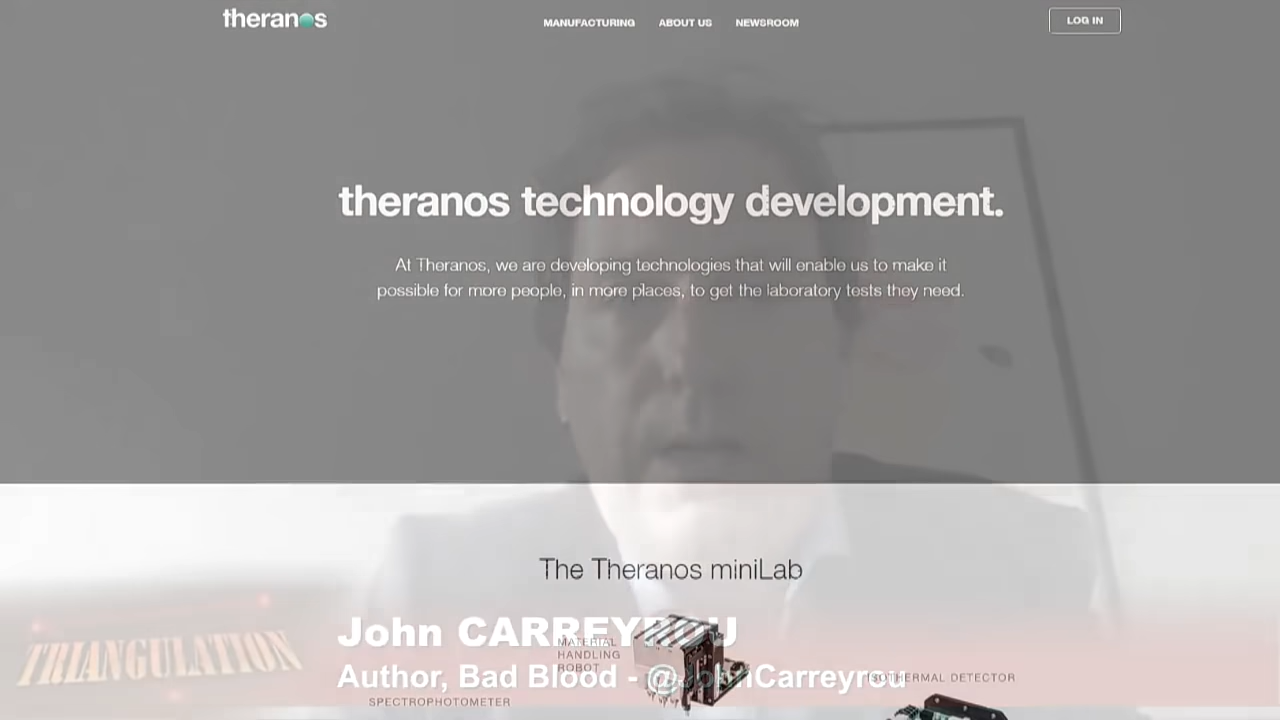 theranos
MANUFACTURING ABOUT US NEWSROOM
LOG IN
theranos technology development.
At Theranos, we are developing technologies that will enable us to make it
possible for more people, in more places, to get the laboratory tests they need.
The Theranos miniLab
TRIANGULATION
John CARREYROU
MATERIAL
HANDLING
ROBOT
Author, Bad Blood - @JohnCarreyrou
ISOTHERMAL DETECTOR
SPECTROPHOTOMETER